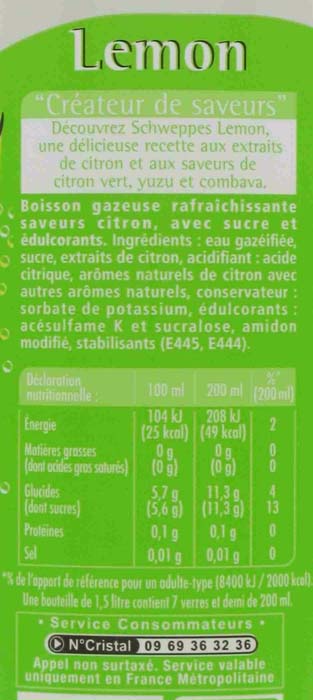 Lemon
"Créateur de saveurs"
Découvrez Schweppes Lemon,
une délicieuse recette aux extraits
de citron et aux saveurs de
citron vert, yuzu et combava.
Boisson gazeuse rafraîchissante
saveurs citron, avec sucre et
édulcorants. Ingrédients : eau gazéifiée,
sucre, extraits de citron, acidifiant : acide
citrique, arômes naturels de citron avec
autres arômes naturels, conservateur :
sorbate de potassium, édulcorants :
acésulfame K et sucralose, amidon
modifié, stabilisants (E445, E444).
Déclaration nutritionnelle : 100 ml 200 ml %* (200 ml)
Énergie 104 kJ (25 kcal) 208 kJ (49 kcal) 2
Matières grasses 0 g 0 g 0
(dont acides gras saturés) (0 g) (0 g) 0
Glucides 5,7 g 11,3 g 4
(dont sucres) (5,6 g) (11,3 g) 13
Protéines 0,1 g 0,1 g 0
Sel 0,01 g 0,01 g 0
*% de l'apport de référence pour un adulte-type (8400 kJ / 2000 kcal).
Une bouteille de 1,5 litre contient 7 verres et demi de 200 ml.
• Service Consommateurs •
N°Cristal 09 69 36 32 36
Appel non surtaxé. Service valable
uniquement en France Métropolitaine